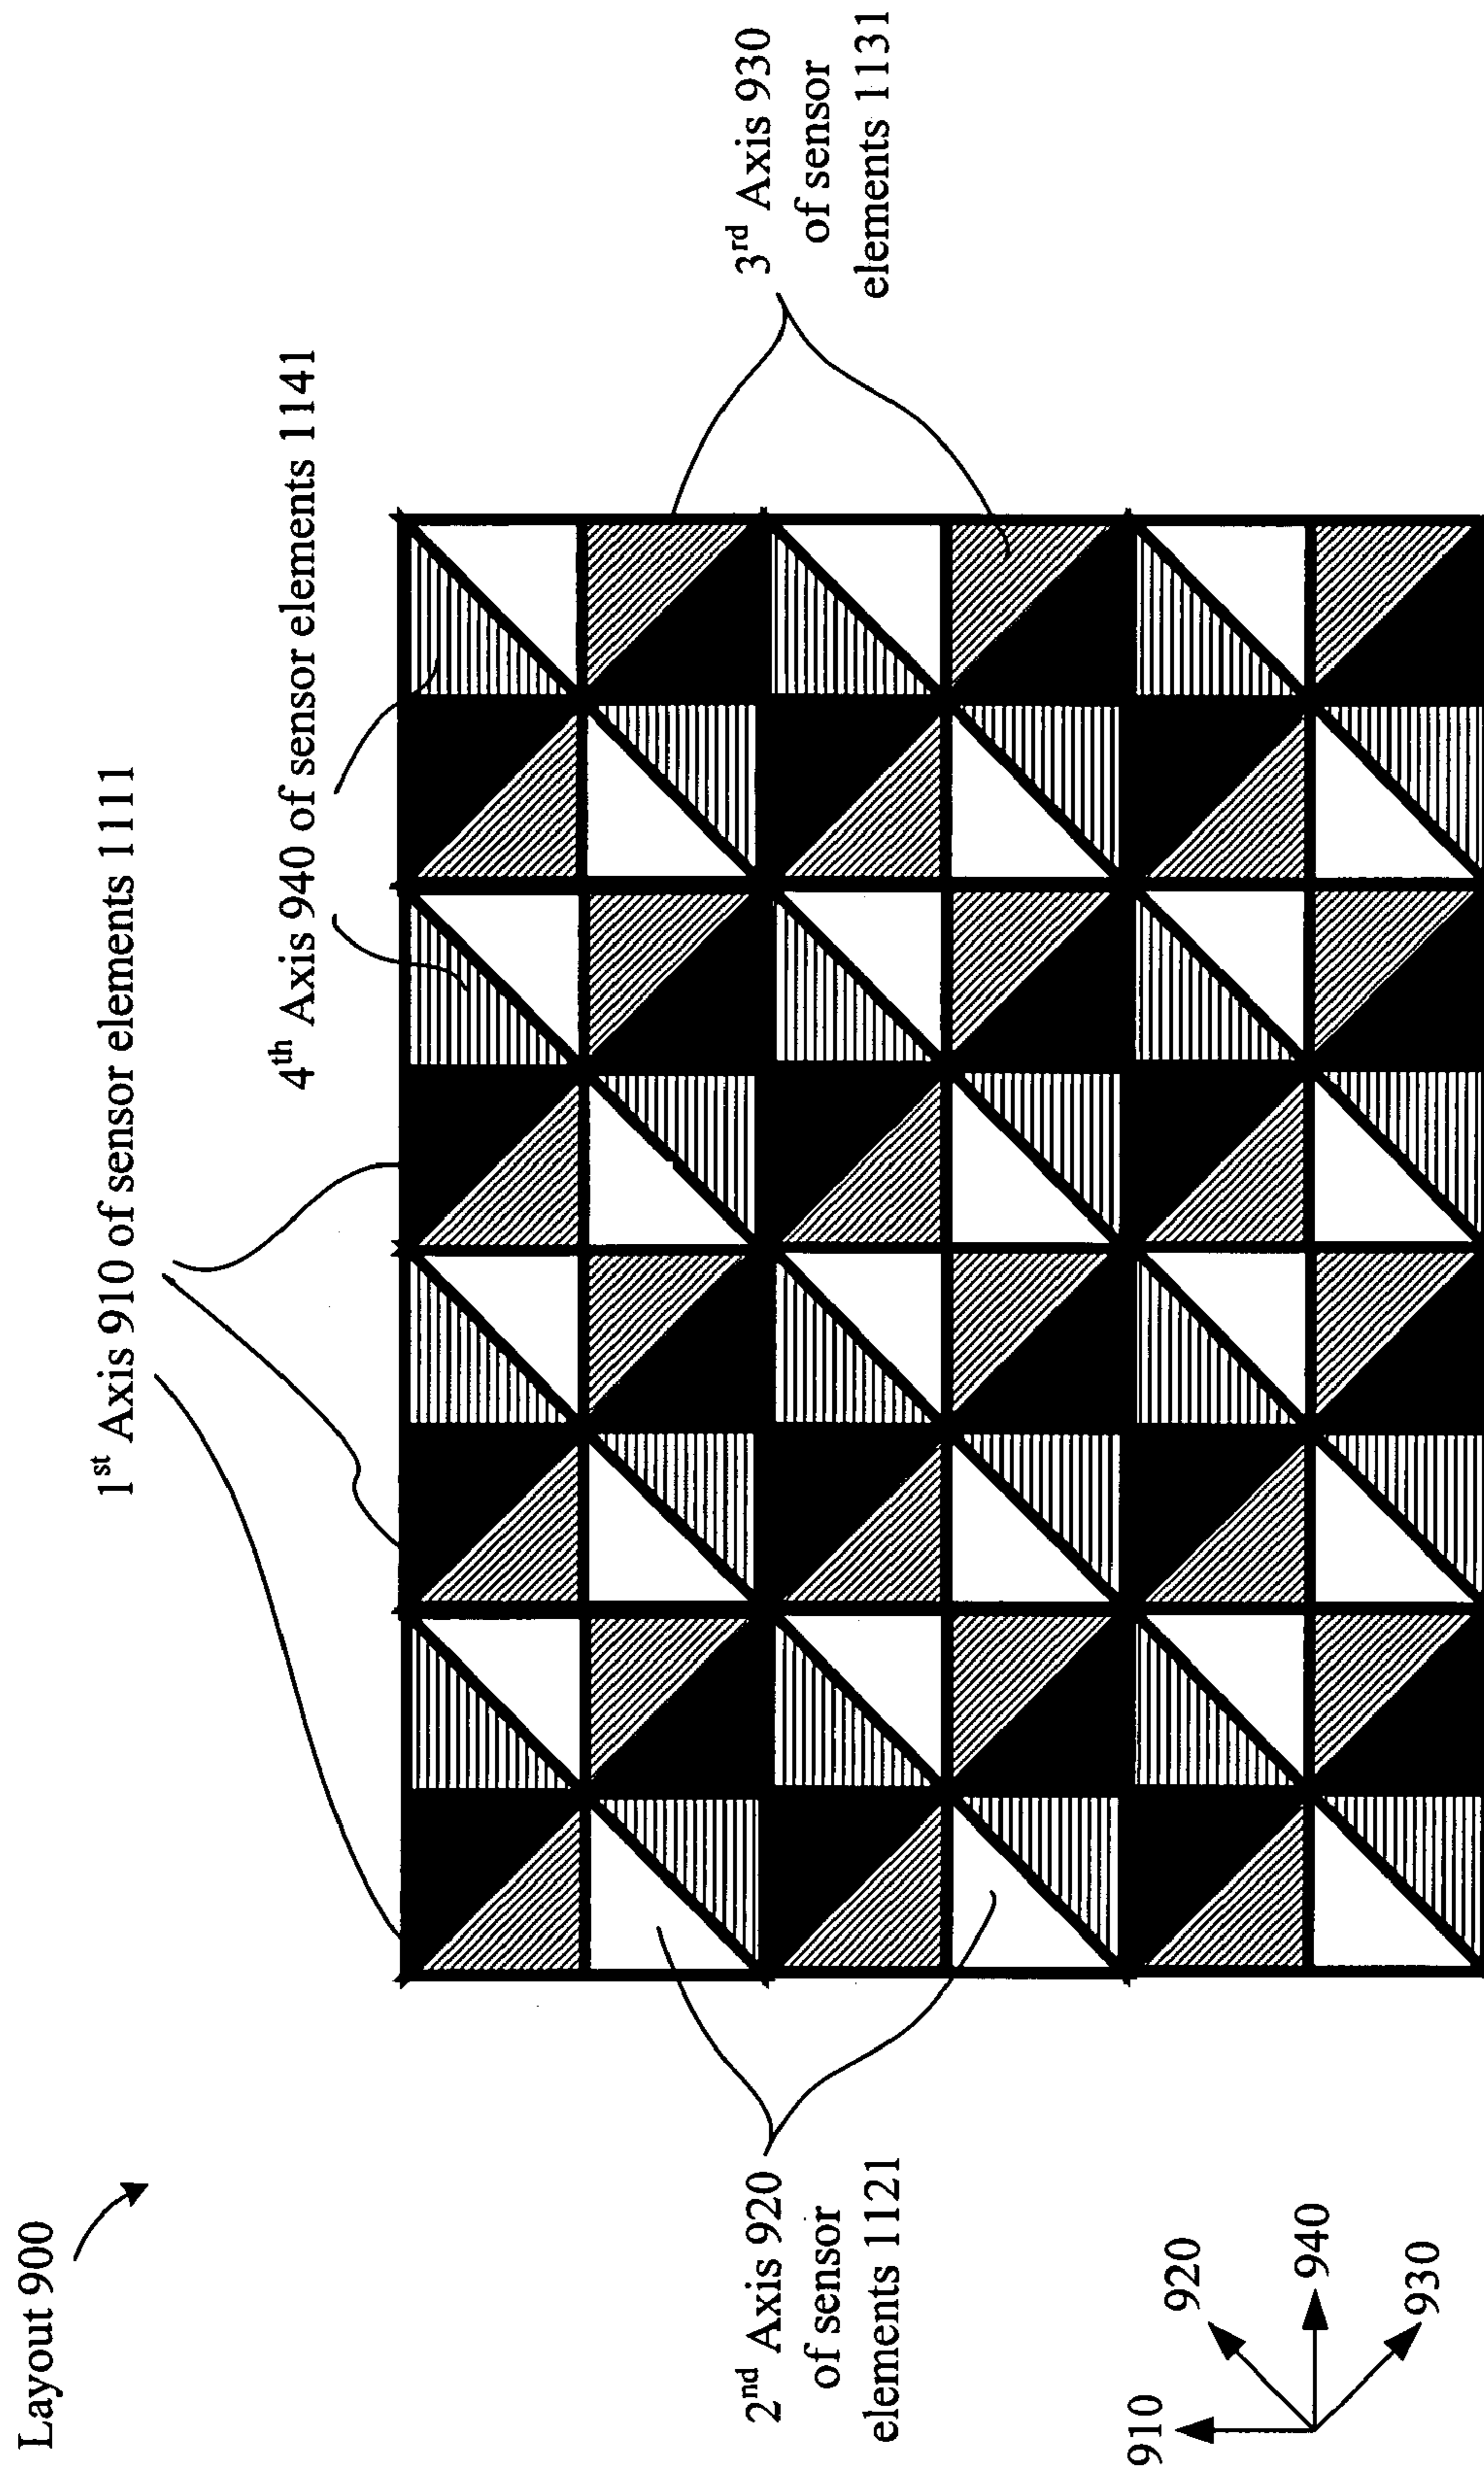 Layout 900
1st Axis 910 of sensor elements 1111
4th Axis 940 of sensor elements 1141
2nd Axis 920
of sensor
elements 1121
3rd Axis 930
of sensor
elements 1131
910
920
940
930